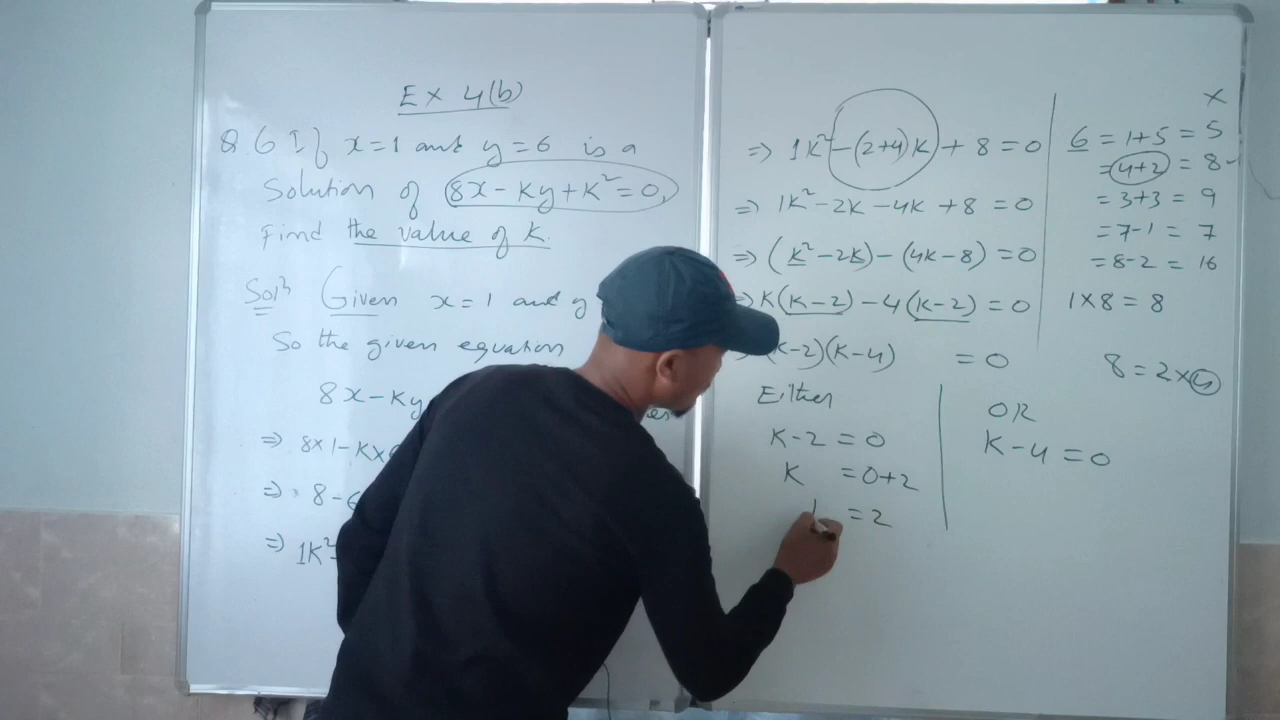 Ex 4(b)
Q 6 If x=1 and y=6 is a
Solution of 8x-Ky+K²=0,
Find the value of K.
Solⁿ Given x=1 and y
So the given equation
8x-Ky
⇒ 8×1-K×
⇒ 8-6
⇒ 1K²
⇒ 1K²-(2+4)K+8=0
⇒ 1K²-2K-4K+8=0
⇒ (K²-2K)-(4K-8)=0
⇒ K(K-2)-4(K-2)=0
K-2)(K-4) =0
Either
K-2=0
K =0+2
=2
OR
K-4=0
×
6=1+5=5
=4+2=8
=3+3=9
=7-1=7
=8-2=16
1×8=8
8=2×4